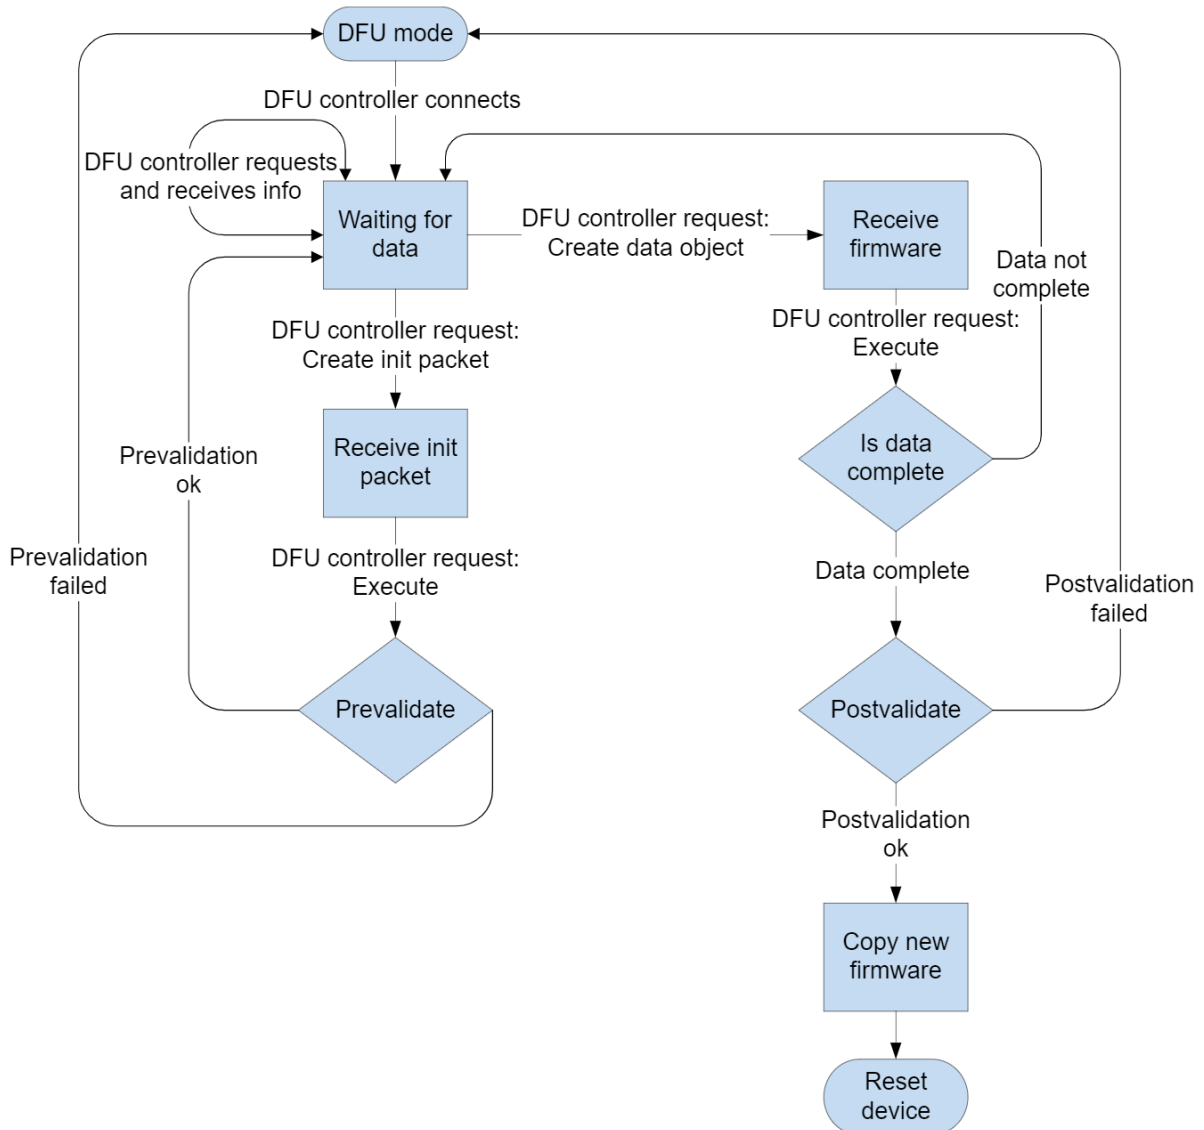 DFU mode
DFU controller connects
DFU controller requests
and receives info
Waiting for
data
DFU controller request:
Create data object
Receive
firmware
Data not
complete
DFU controller request:
Create init packet
DFU controller request:
Execute
Receive init
packet
Is data
complete
Prevalidation
ok
Prevalidation
failed
DFU controller request:
Execute
Data complete
Postvalidation
failed
Prevalidate
Postvalidate
Postvalidation
ok
Copy new
firmware
Reset
device